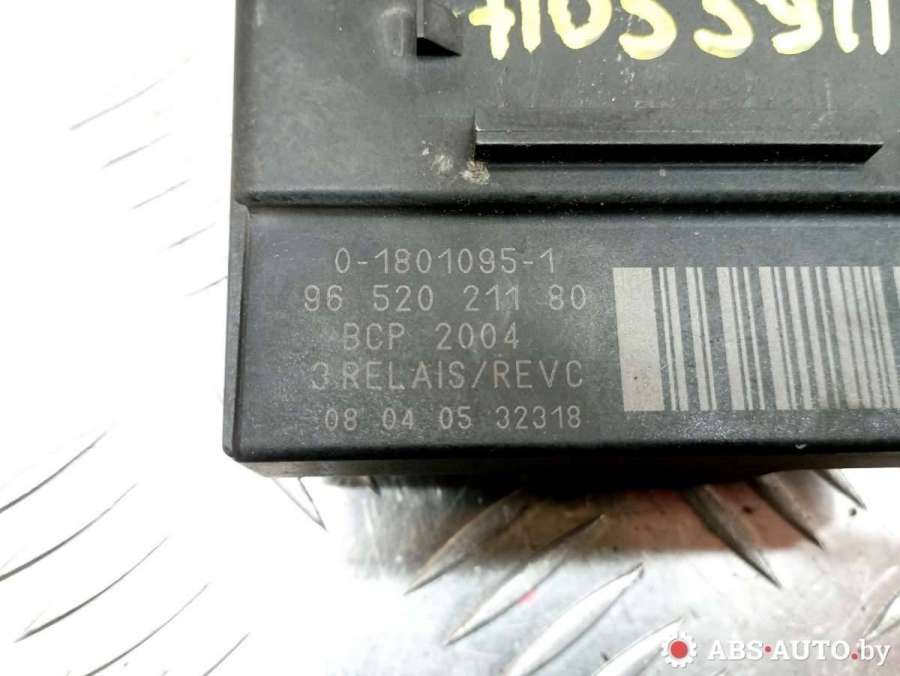 0-1801095-1
96 520 211 80
BCP 2004
3 RELAIS/REVC
08 04 05 32318
ABS-AUTO.by